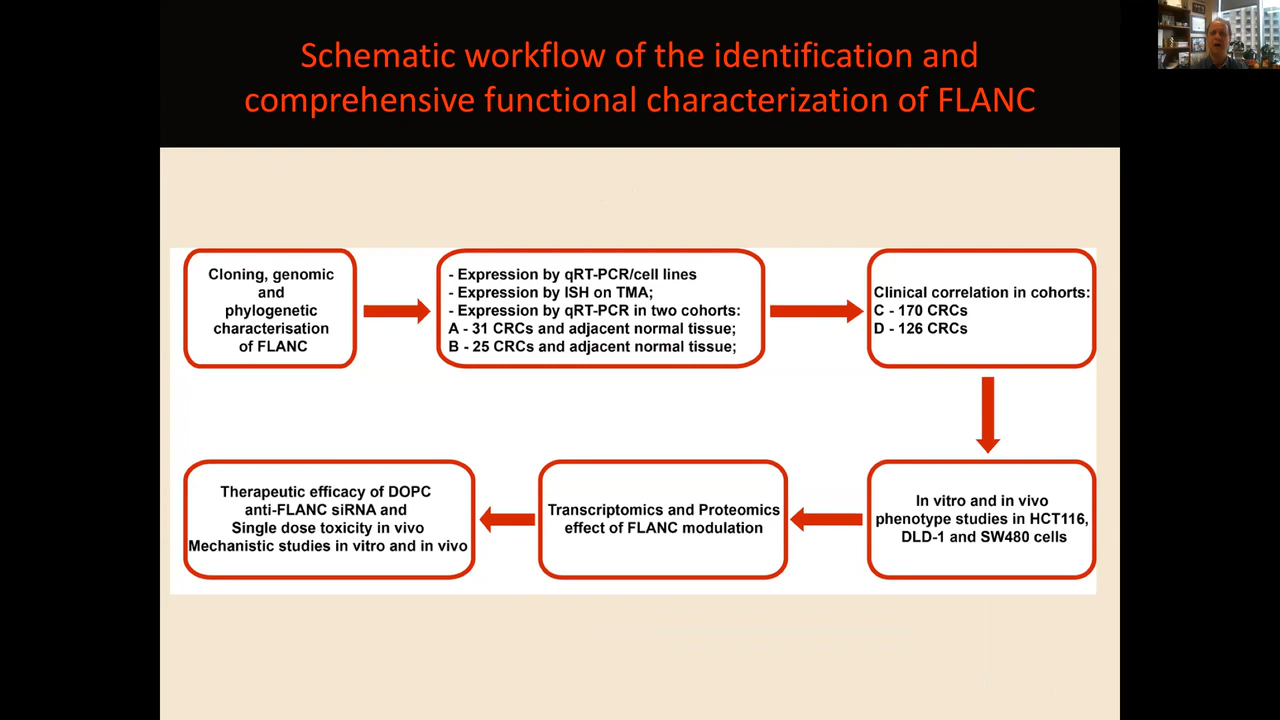 Schematic workflow of the identification and
comprehensive functional characterization of FLANC
Cloning, genomic
and
phylogenetic
characterisation
of FLANC
- Expression by qRT-PCR/cell lines
- Expression by ISH on TMA;
- Expression by qRT-PCR in two cohorts:
A - 31 CRCs and adjacent normal tissue;
B - 25 CRCs and adjacent normal tissue;
Clinical correlation in cohorts:
C - 170 CRCs
D - 126 CRCs
Therapeutic efficacy of DOPC
anti-FLANC siRNA and
Single dose toxicity in vivo
Mechanistic studies in vitro and in vivo
Transcriptomics and Proteomics
effect of FLANC modulation
In vitro and in vivo
phenotype studies in HCT116,
DLD-1 and SW480 cells